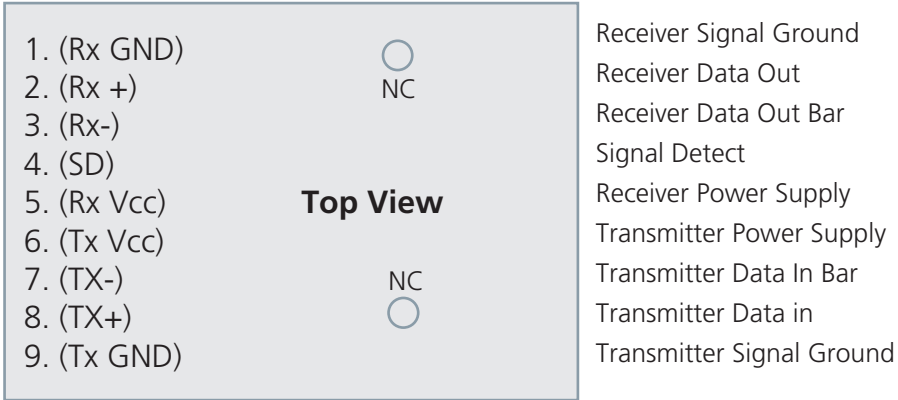 1. (Rx GND)
2. (Rx +)
NC
3. (Rx-)
4. (SD)
5. (Rx Vcc)
Top View
6. (Tx Vcc)
7. (TX-)
NC
8. (TX+)
9. (Tx GND)
Receiver Signal Ground
Receiver Data Out
Receiver Data Out Bar
Signal Detect
Receiver Power Supply
Transmitter Power Supply
Transmitter Data In Bar
Transmitter Data in
Transmitter Signal Ground